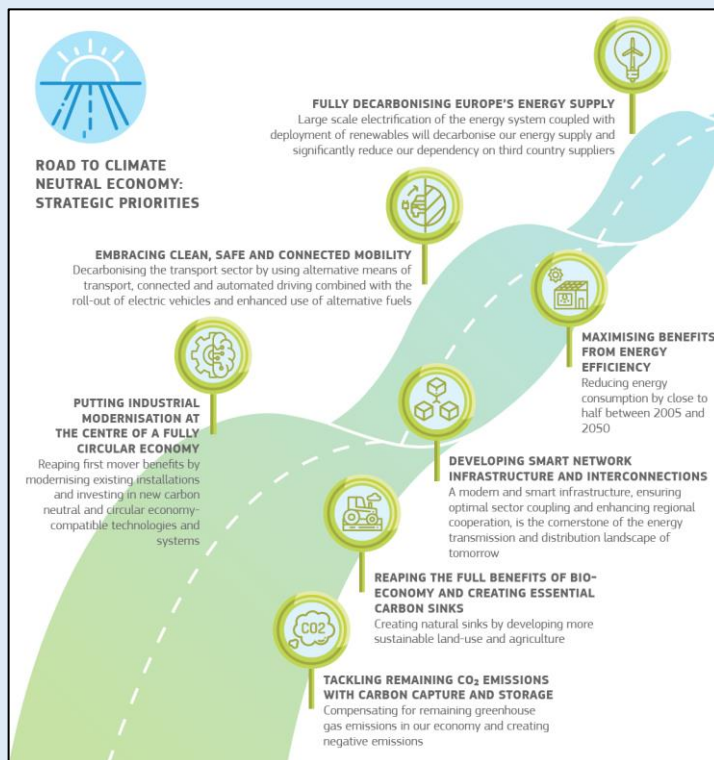 ROAD TO CLIMATE
NEUTRAL ECONOMY:
STRATEGIC PRIORITIES
FULLY DECARBONISING EUROPE'S ENERGY SUPPLY
Large scale electrification of the energy system coupled with
deployment of renewables will decarbonise our energy supply and
significantly reduce our dependency on third country suppliers
EMBRACING CLEAN, SAFE AND CONNECTED MOBILITY
Decarbonising the transport sector by using alternative means of
transport, connected and automated driving combined with the
roll-out of electric vehicles and enhanced use of alternative fuels
MAXIMISING BENEFITS
FROM ENERGY
EFFICIENCY
Reducing energy
consumption by close to
half between 2005 and
2050
PUTTING INDUSTRIAL
MODERNISATION AT
THE CENTRE OF A FULLY
CIRCULAR ECONOMY
Reaping first mover benefits by
modernising existing installations
and investing in new carbon
neutral and circular economy-
compatible technologies and
systems
DEVELOPING SMART NETWORK
INFRASTRUCTURE AND INTERCONNECTIONS
A modern and smart infrastructure, ensuring
optimal sector coupling and enhancing regional
cooperation, is the cornerstone of the energy
transmission and distribution landscape of
tomorrow
REAPING THE FULL BENEFITS OF BIO-
ECONOMY AND CREATING ESSENTIAL
CARBON SINKS
Creating natural sinks by developing more
sustainable land-use and agriculture
CO2
TACKLING REMAINING CO₂ EMISSIONS
WITH CARBON CAPTURE AND STORAGE
Compensating for remaining greenhouse
gas emissions in our economy and creating
negative emissions